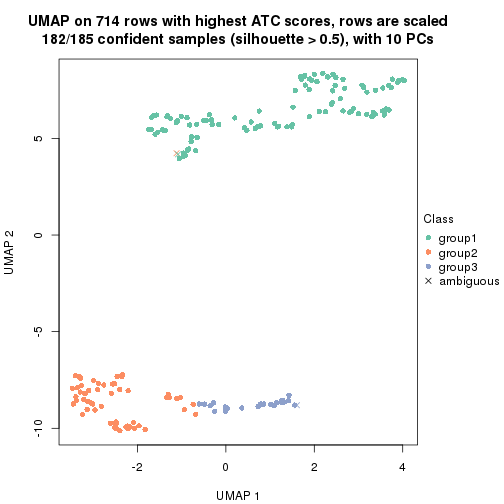 UMAP on 714 rows with highest ATC scores, rows are scaled
182/185 confident samples (silhouette > 0.5), with 10 PCs
5
0
-5
-10
UMAP 2
-2
0
2
4
UMAP 1
Class
group1
group2
group3
ambiguous